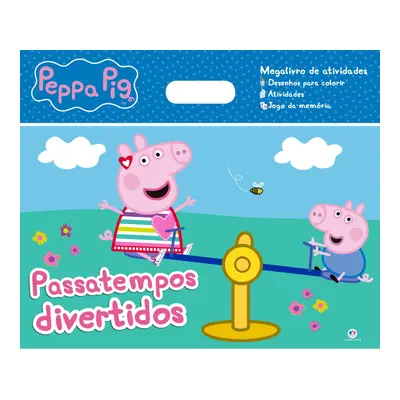 Peppa Pig
Megalivro de atividades
Desenhos para colorir
Atividades
Jogo da memória
Passatempos
divertidos